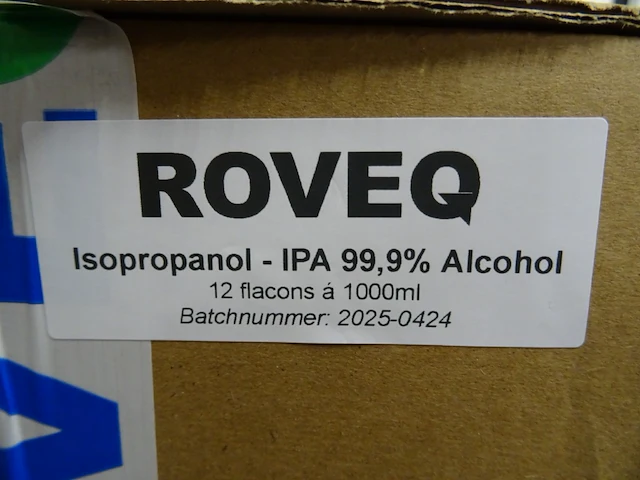 ROVEQ
Isopropanol - IPA 99,9% Alcohol
12 flacons á 1000ml
Batchnummer: 2025-0424